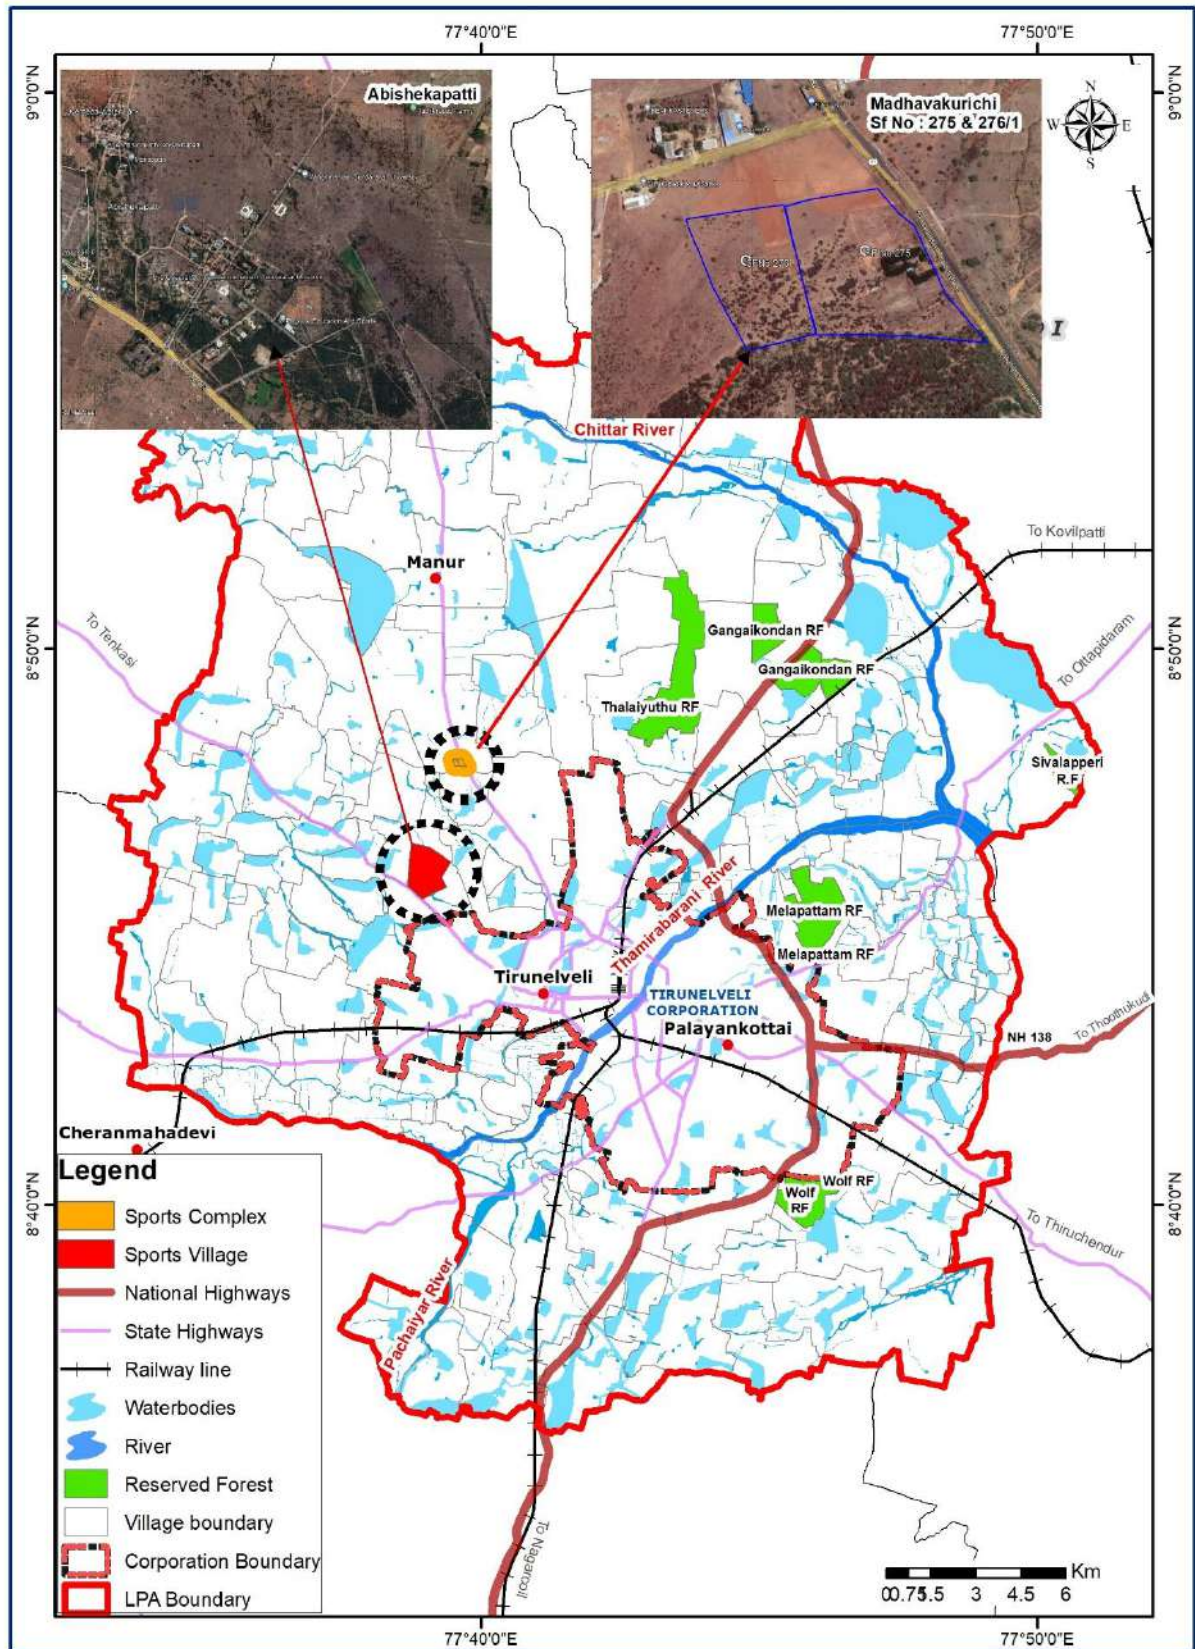 77°40'0"E
77°50'0"E
9°0'0"N
9°0'0"N
Abishekapatti
Abishekapatti
Madhavakurichi
Sf No : 275 & 276/1
N
W
E
S
I
Chittar River
To Kovilpatti
Manur
To Tenkasi
8°50'0"N
8°50'0"N
Gangaikondan RF
Gangaikondan RF
To Ottapidaram
Thalaiyuthu RF
Sivalapperi
R.F
Thamirabarani River
Melapattam RF
Melapattam RF
Tirunelveli
TIRUNELVELI
CORPORATION
Palayankottai
NH 138
To Thoothukudi
Cheranmahadevi
Wolf RF
Wolf
RF
8°40'0"N
8°40'0"N
To Thiruchendur
Pachaiyar River
To Nagarcoil
Legend
Sports Complex
Sports Village
National Highways
State Highways
Railway line
Waterbodies
River
Reserved Forest
Village boundary
Corporation Boundary
LPA Boundary
Km
00.751.5 3 4.5 6
77°40'0"E
77°50'0"E